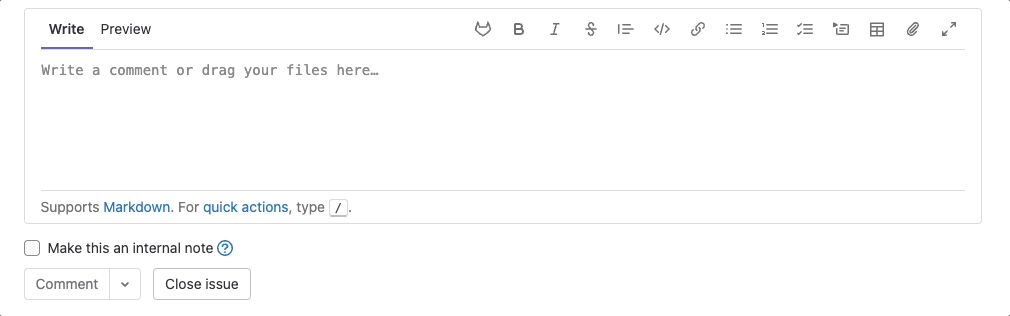 Write Preview
Write a comment or drag your files here…
Supports Markdown. For quick actions, type /.
Make this an internal note ?
Comment Close issue